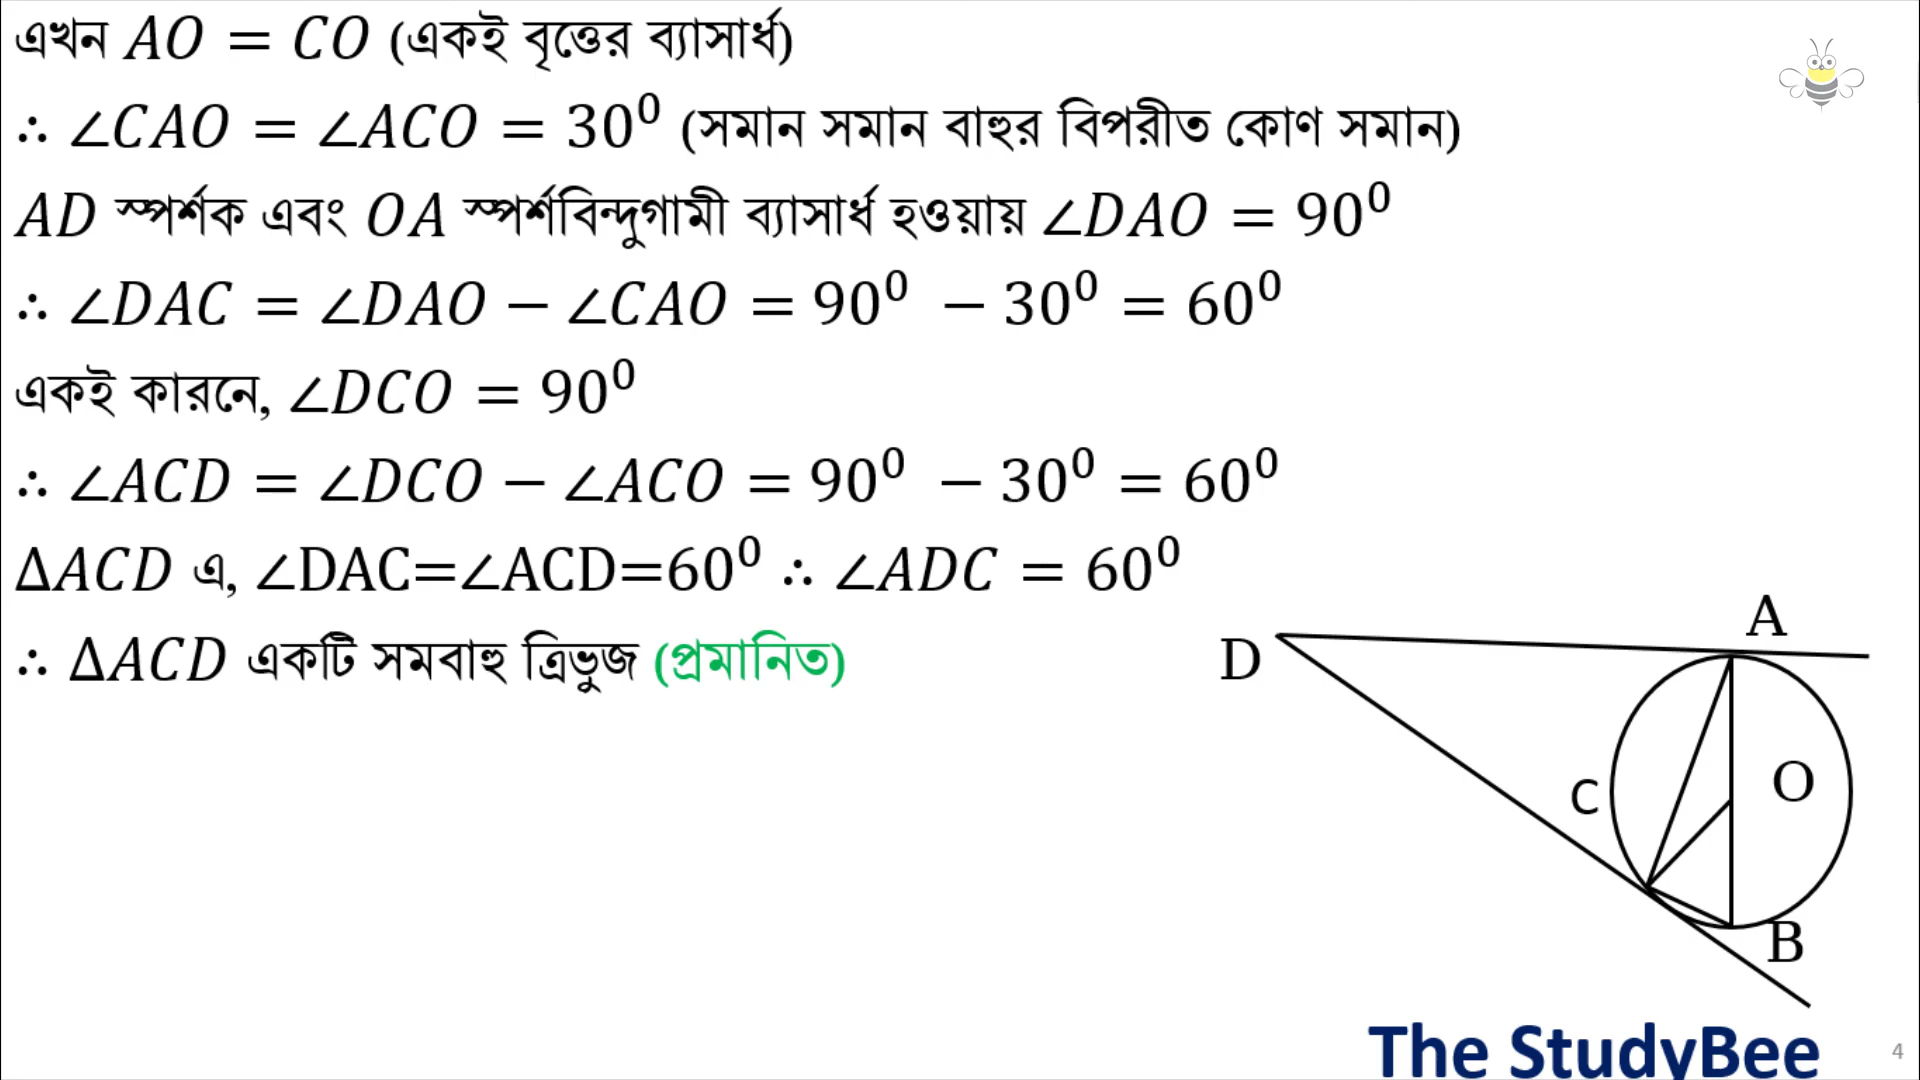 এখন AO = CO (একই বৃত্তের ব্যাসার্ধ)
∴ ∠CAO = ∠ACO = 30⁰ (সমান সমান বাহুর বিপরীত কোণ সমান)
AD স্পর্শক এবং OA স্পর্শবিন্দুগামী ব্যাসার্ধ হওয়ায় ∠DAO = 90⁰
∴ ∠DAC = ∠DAO − ∠CAO = 90⁰ − 30⁰ = 60⁰
একই কারনে, ∠DCO = 90⁰
∴ ∠ACD = ∠DCO − ∠ACO = 90⁰ − 30⁰ = 60⁰
ΔACD এ, ∠DAC=∠ACD=60⁰ ∴ ∠ADC = 60⁰
∴ ΔACD একটি সমবাহু ত্রিভুজ (প্রমানিত)
A
D
O
C
B
The StudyBee
4